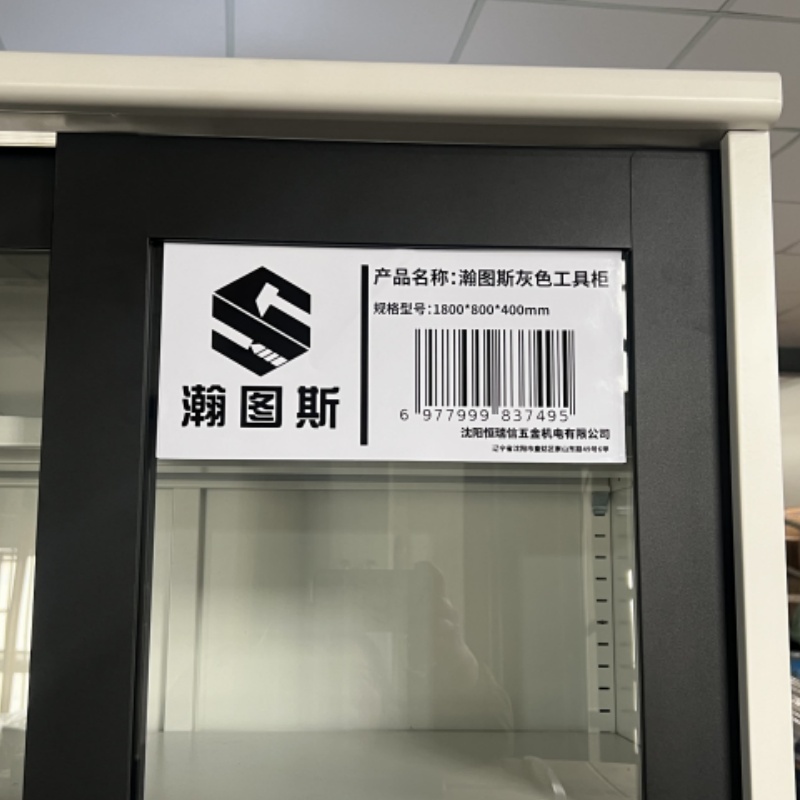 瀚图斯
产品名称:瀚图斯灰色工具柜
规格型号:1800*800*400mm
6 977999 837495
沈阳恒瑞信五金机电有限公司